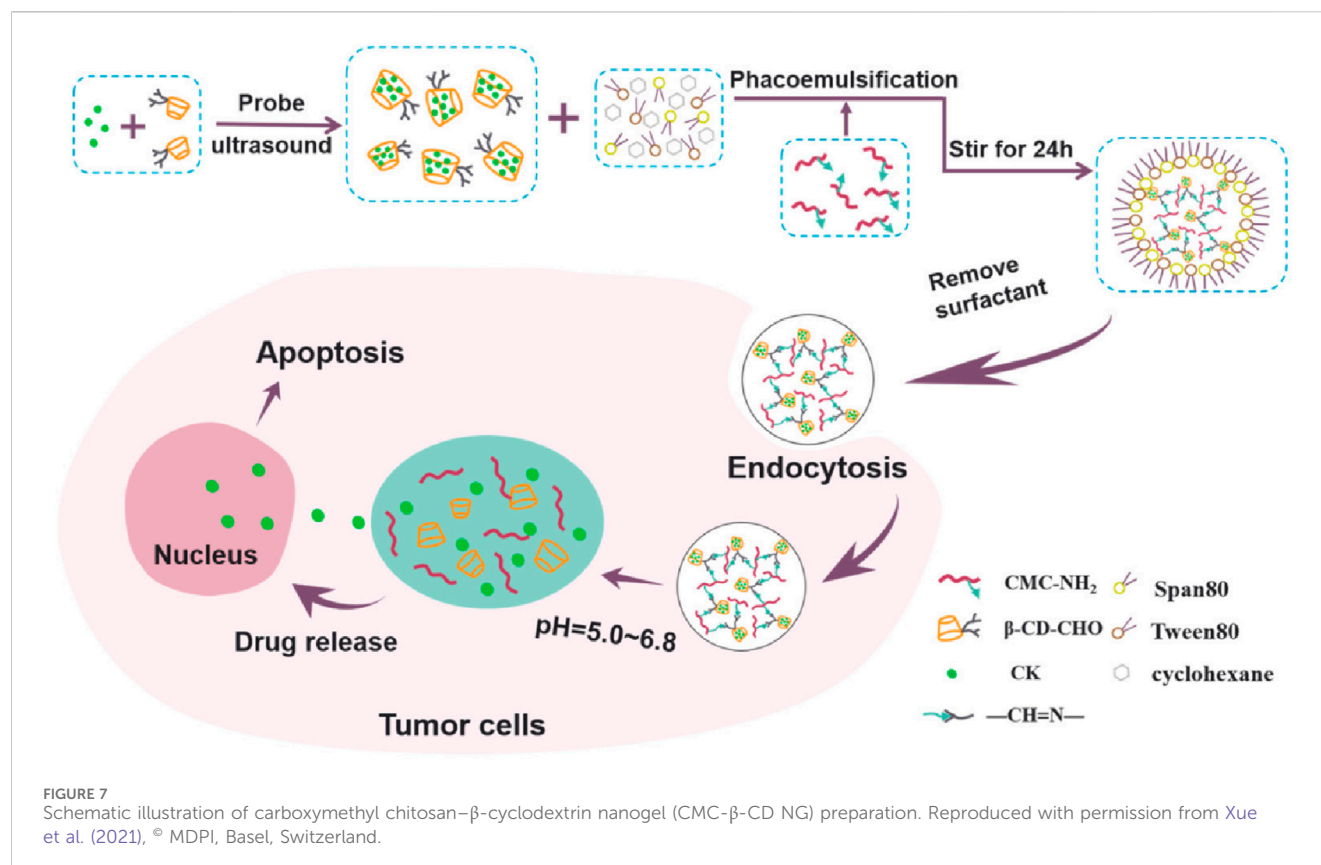 Probe
ultrasound
Phacoemulsification
Stir for 24h
Remove
surfactant
Apoptosis
Endocytosis
Nucleus
Drug release
pH=5.0~6.8
Tumor cells
CMC-NH₂
Span80
β-CD-CHO
Tween80
CK
cyclohexane
—CH=N—
FIGURE 7
Schematic illustration of carboxymethyl chitosan–β-cyclodextrin nanogel (CMC-β-CD NG) preparation. Reproduced with permission from Xue
et al. (2021), © MDPI, Basel, Switzerland.